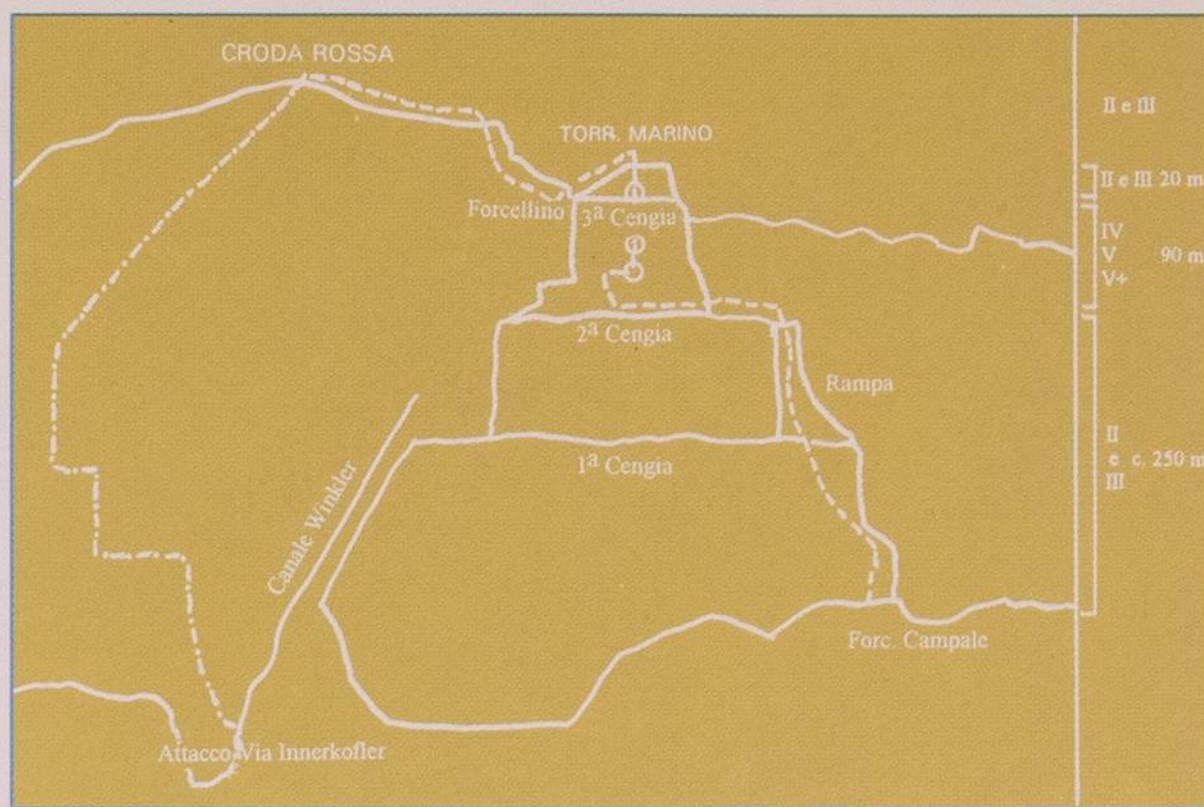 CRODA ROSSA
TORR. MARINO
Forcellino
3ª Cengia
2ª Cengia
Rampa
1ª Cengia
Canale Winkler
Forc. Campale
Attacco Via Innerkofler
II e III
II e III 20 m
IV
V 90 m
V+
II
e c. 250 m
III